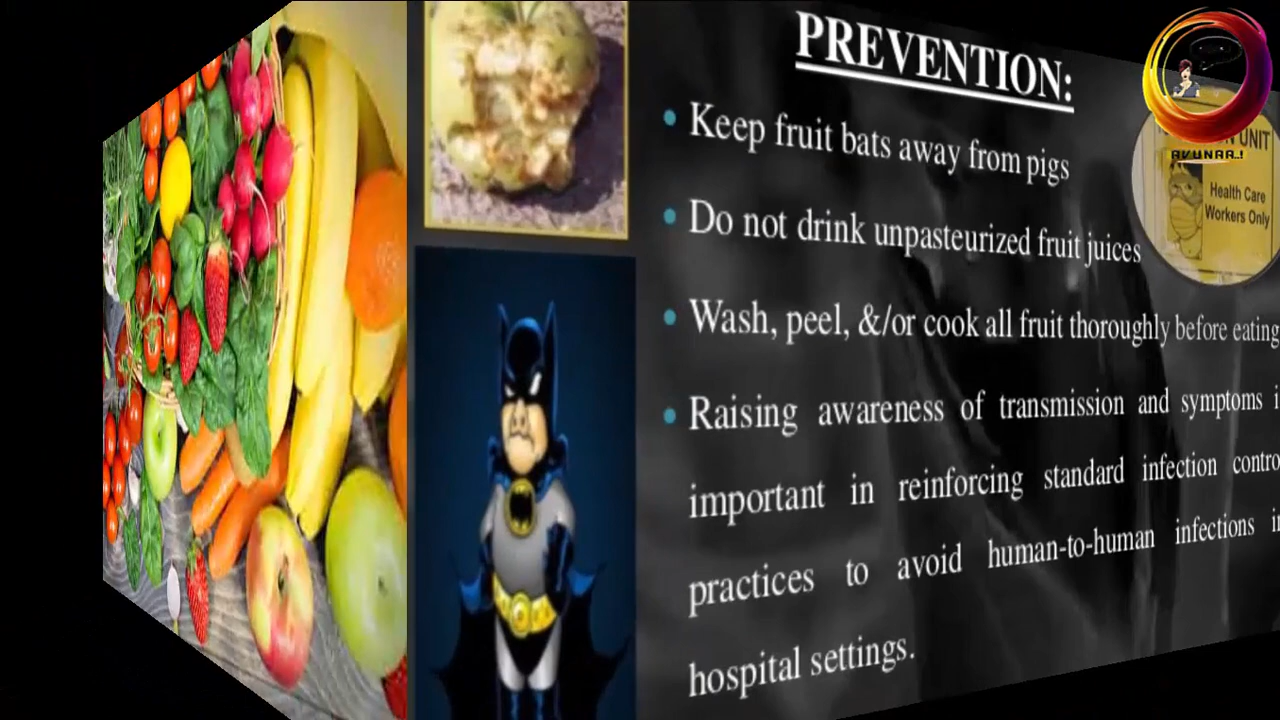 PREVENTION:
• Keep fruit bats away from pigs
• Do not drink unpasteurized fruit juices
• Wash, peel, &/or cook all fruit thoroughly before eating
• Raising awareness of transmission and symptoms
important in reinforcing standard infection
practices to avoid human-to-human infections
hospital settings.
UNIT
Health Care
Workers Only
AVUNAA..!